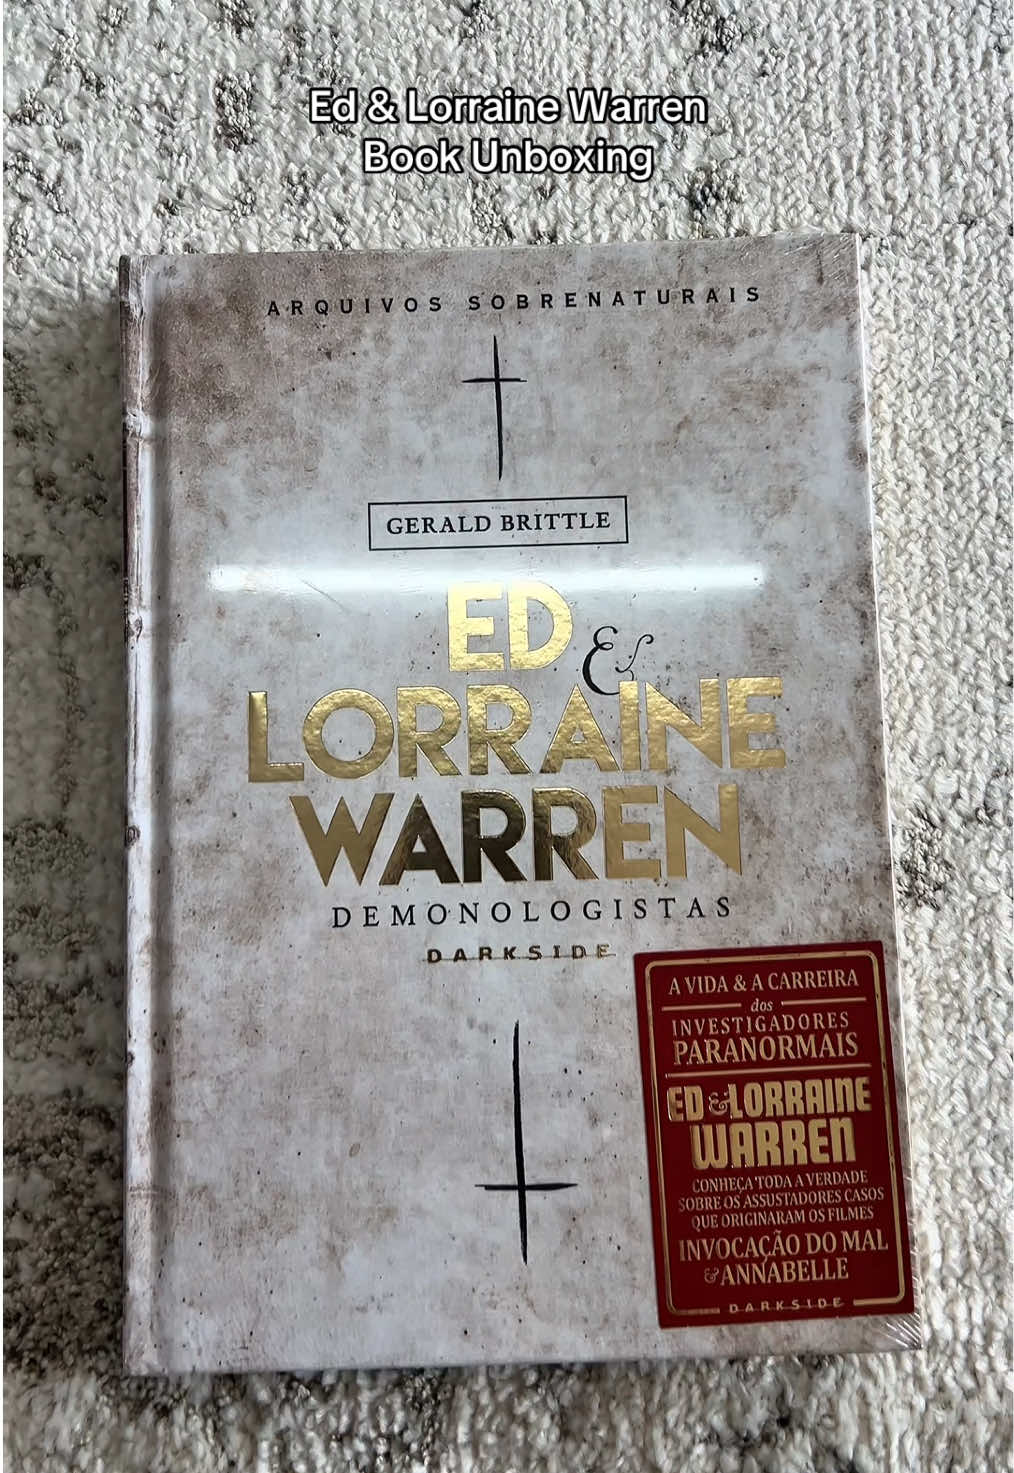 Ed & Lorraine Warren
Book Unboxing
ARQUIVOS SOBRENATURAIS
GERALD BRITTLE
ED &
LORRAINE
WARREN
DEMONOLOGISTAS
DARKSIDE
A VIDA & A CARREIRA
dos
INVESTIGADORES
PARANORMAIS
ED & LORRAINE
WARREN
CONHEÇA TODA A VERDADE
SOBRE OS ASSUSTADORES CASOS
QUE ORIGINARAM OS FILMES
INVOCAÇÃO DO MAL
& ANNABELLE
DARKSIDE